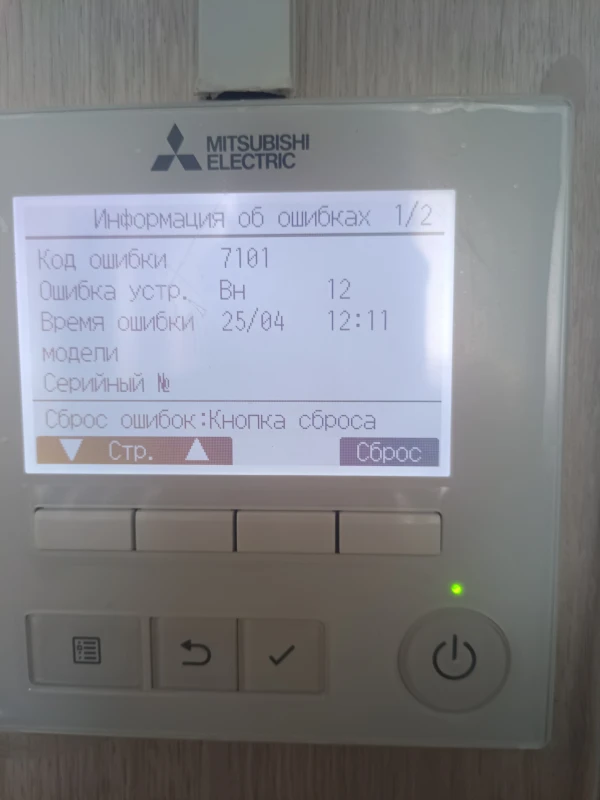 MITSUBISHI
ELECTRIC
Информация об ошибках 1/2
Код ошибки 7101
Ошибка устр. Вн 12
Время ошибки 25/04 12:11
модели
Серийный №
Сброс ошибок:Кнопка сброса
▼ Стр. ▲ Сброс